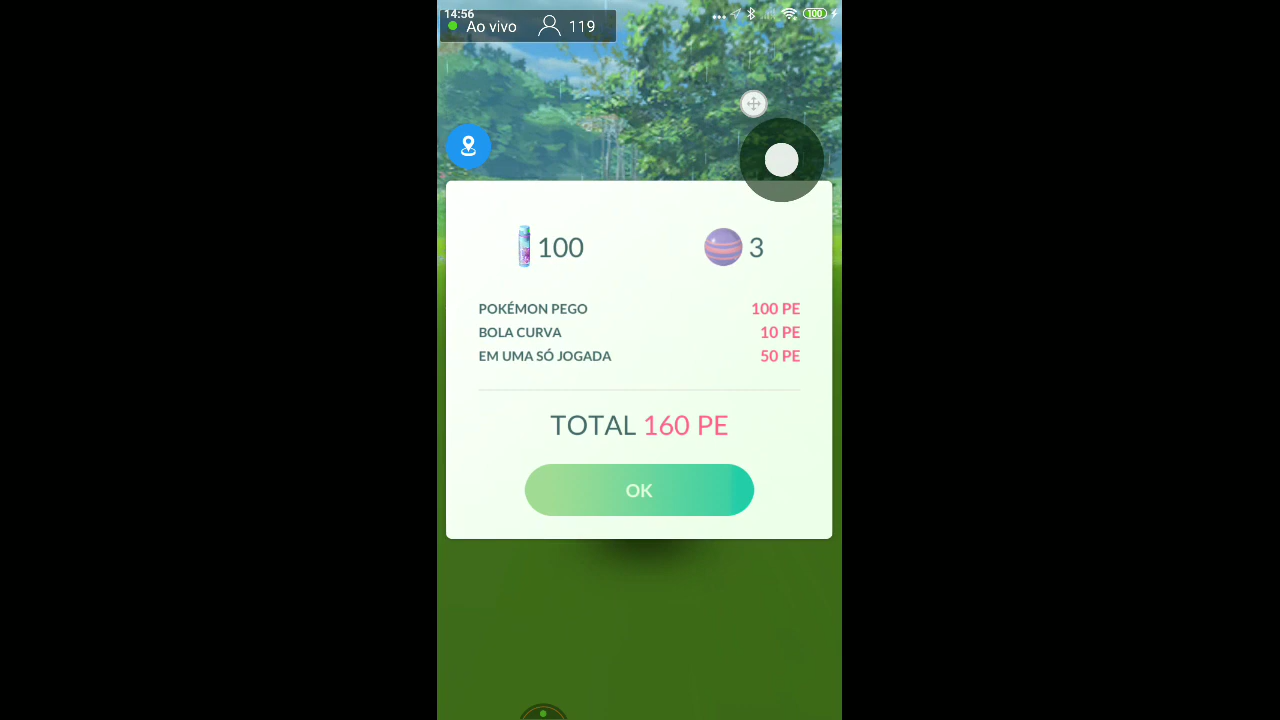 14:56
100
Ao vivo 119
100 3
POKÉMON PEGO 100 PE
BOLA CURVA 10 PE
EM UMA SÓ JOGADA 50 PE
TOTAL 160 PE
OK